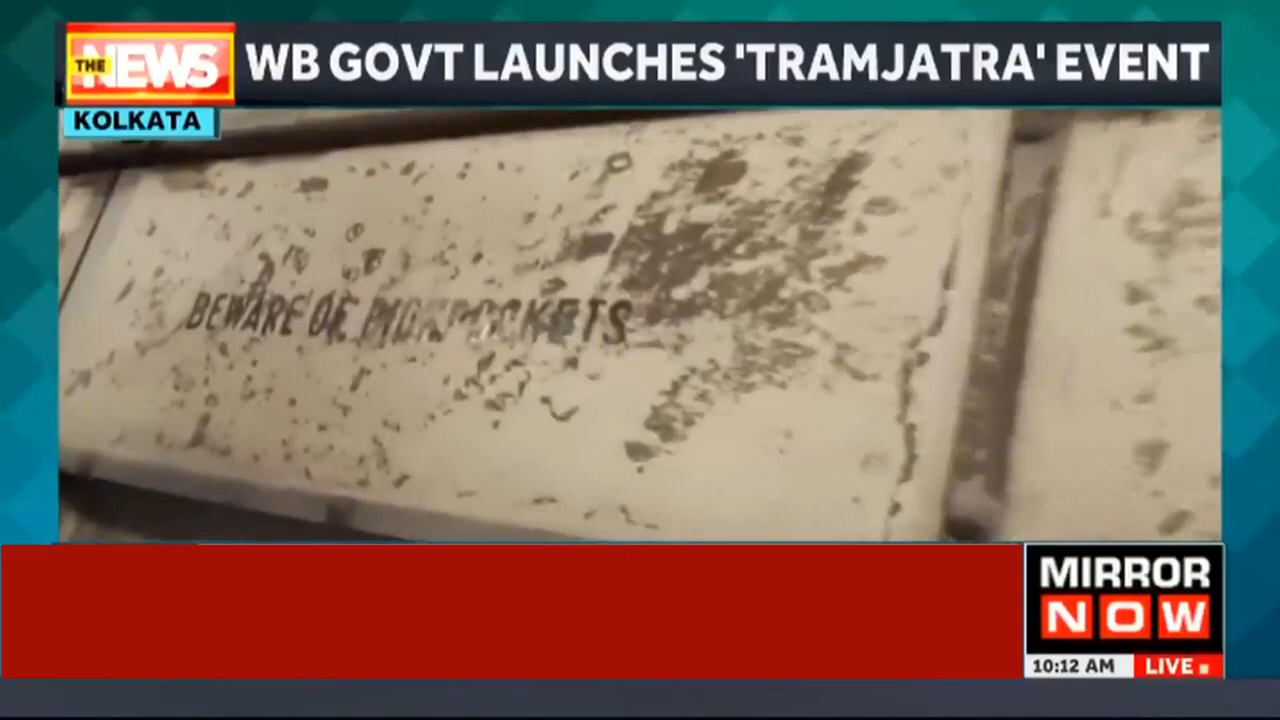 THE NEWS
WB GOVT LAUNCHES 'TRAMJATRA' EVENT
KOLKATA
BEWARE OF PICKPOCKETS
MIRROR
NOW
10:12 AM
LIVE